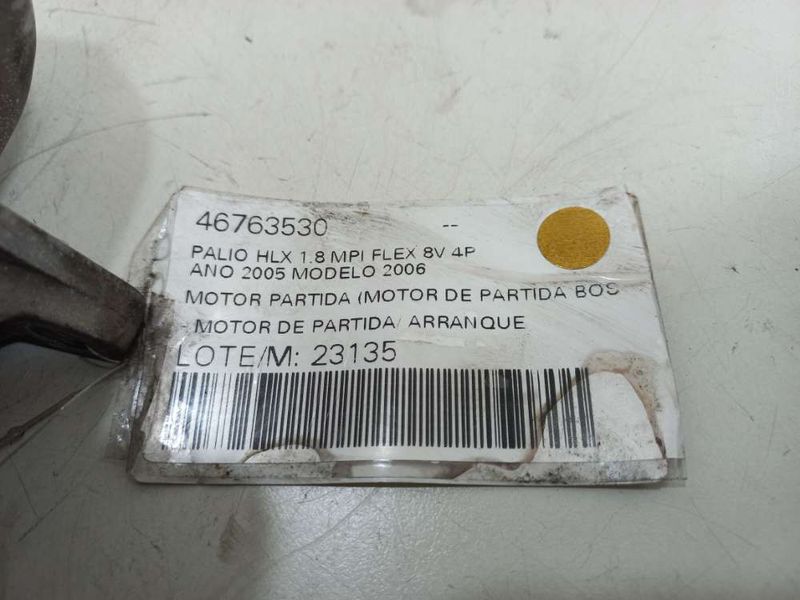 46763530 --
PALIO HLX 1.8 MPI FLEX 8V 4P
ANO 2005 MODELO 2006
MOTOR PARTIDA (MOTOR DE PARTIDA BOS
- MOTOR DE PARTIDA/ ARRANQUE
LOTE/M: 23135